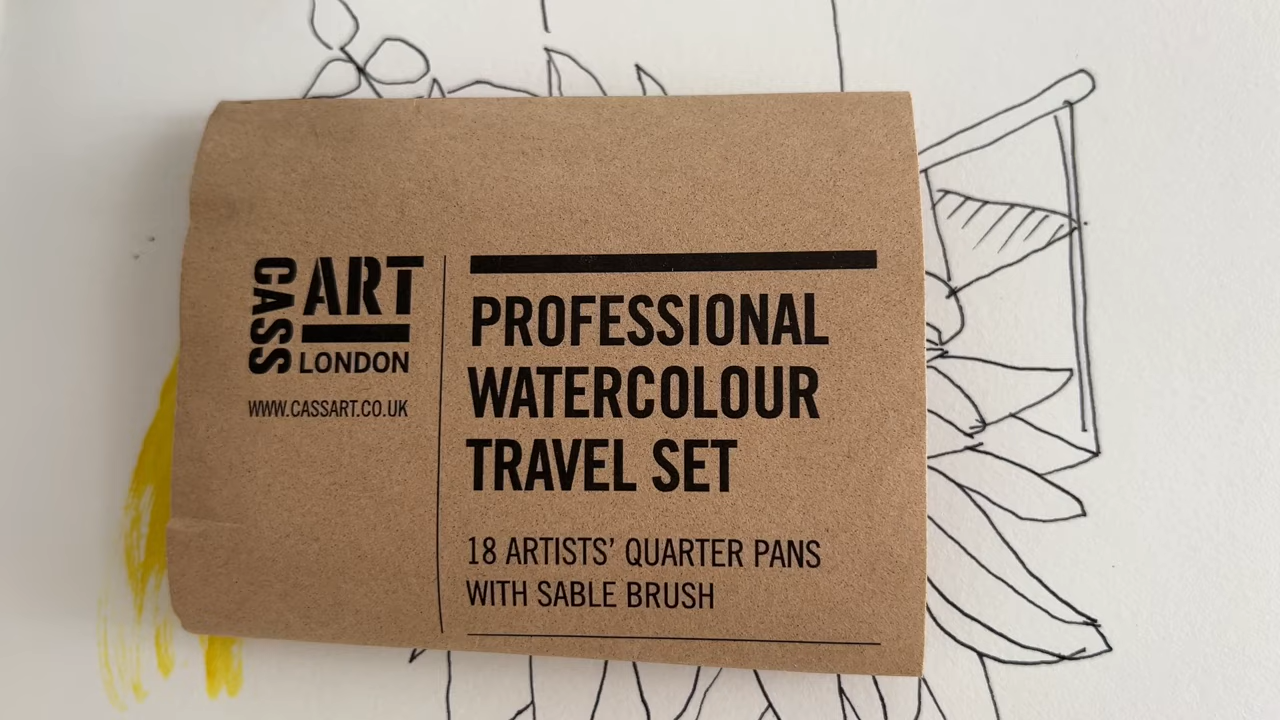 CASS ART
LONDON
WWW.CASSART.CO.UK
PROFESSIONAL
WATERCOLOUR
TRAVEL SET
18 ARTISTS’ QUARTER PANS
WITH SABLE BRUSH